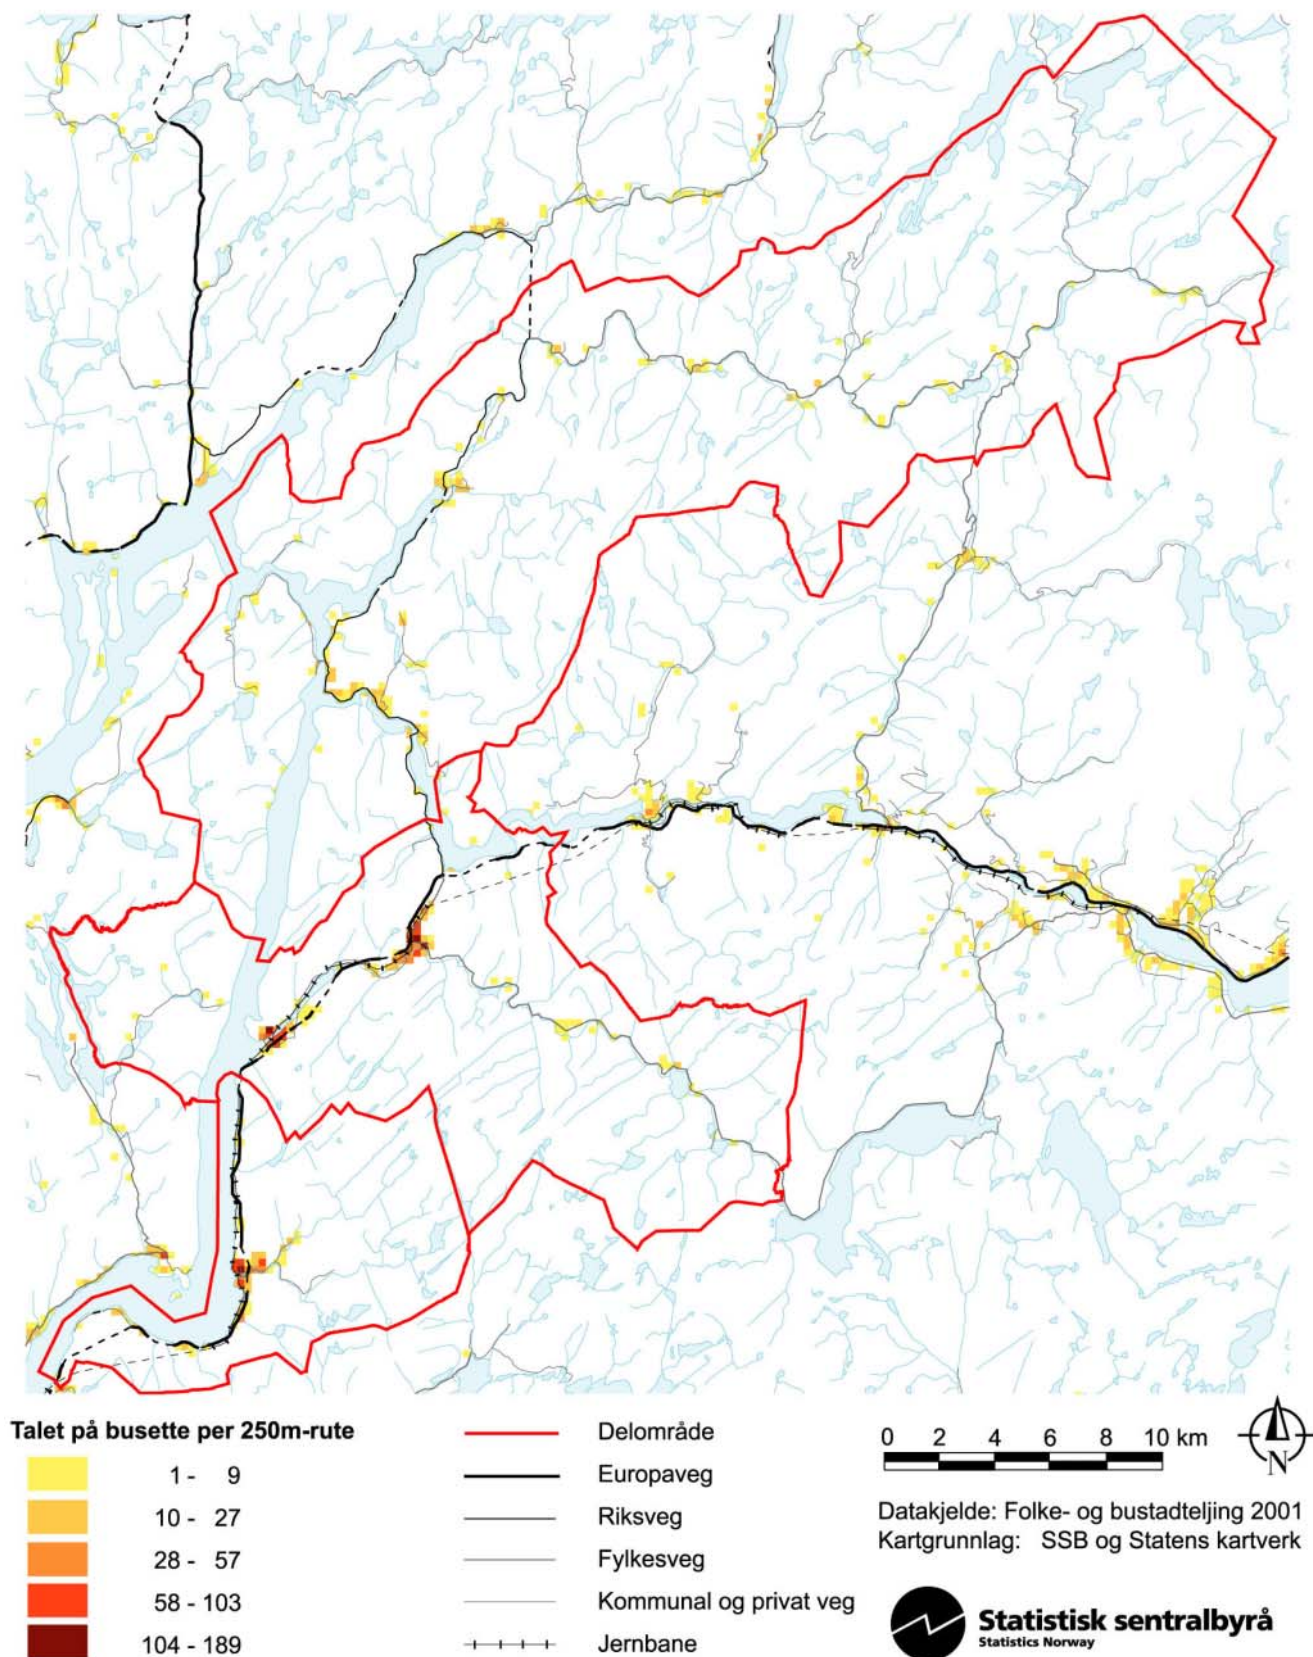 Talet på busette per 250m-rute
1 - 9
10 - 27
28 - 57
58 - 103
104 - 189
Delområde
Europaveg
Riksveg
Fylkesveg
Kommunal og privat veg
Jernbane
0 2 4 6 8 10 km
N
Datakjelde: Folke- og bustadteljing 2001
Kartgrunnlag: SSB og Statens kartverk
Statistisk sentralbyrå
Statistics Norway